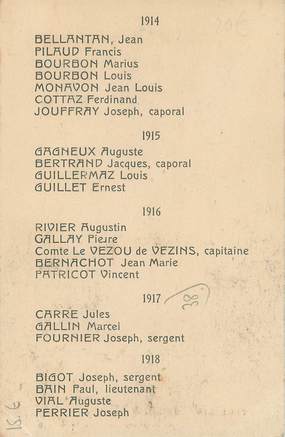 1914
BELLANTAN, Jean
PILAUD Francis
BOURBON Marius
BOURBON Louis
MONAVON Jean Louis
COTTAZ Ferdinand
JOUFFRAY Joseph, caporal
1915
GAGNEUX Auguste
BERTRAND Jacques, caporal
GUILLERMAZ Louis
GUILLET Ernest
1916
RIVIER Augustin
GALLAY Pierre
Comte LE VEZOU de VEZINS, capitaine
BERNACHOT Jean Marie
PATRICOT Vincent
1917
38
CARRE Jules
GALLIN Marcel
FOURNIER Joseph, sergent
1918
BIGOT Joseph, sergent
BAIN Paul, lieutenant
VIAL Auguste
PERRIER Joseph
15 €